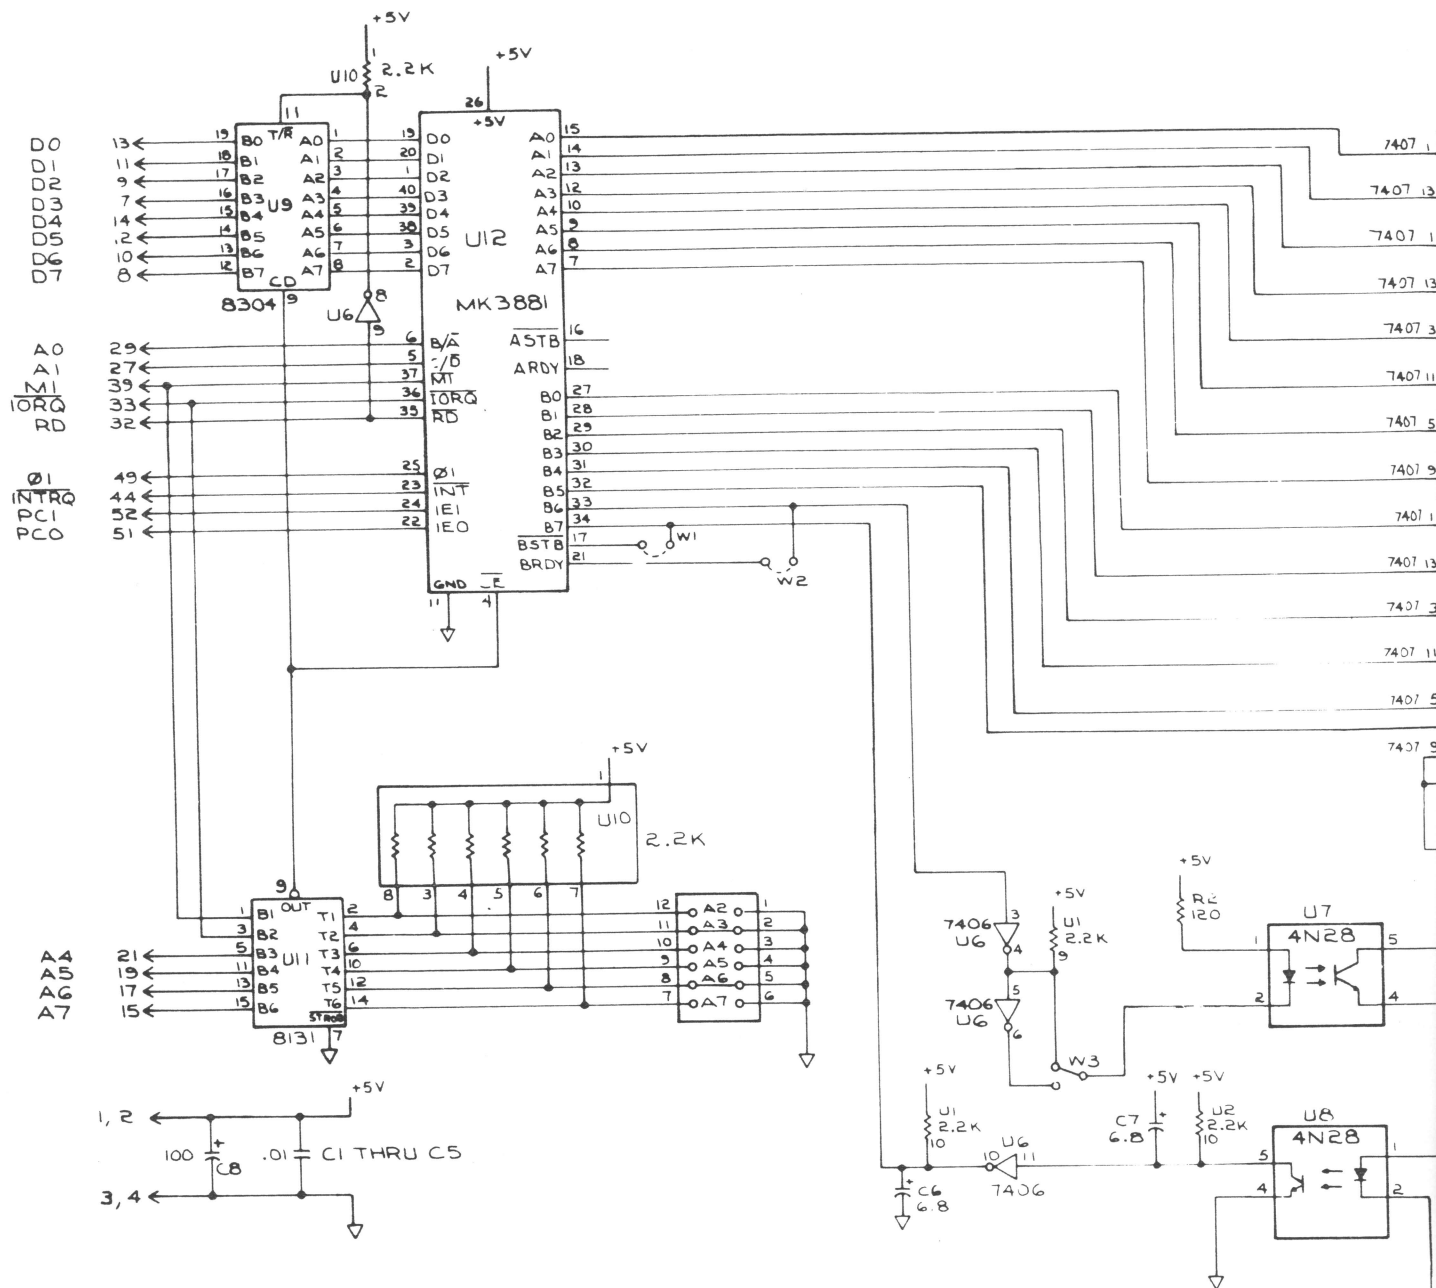 +5V
1
U10 2.2K
2
+5V
26
+5V
11
T/R̅
D0 13 19 B0 A0 1 19 D0 A0 15
D1 11 18 B1 A1 2 20 D1 A1 14
D2 9 17 B2 A2 3 1 D2 A2 13
D3 7 16 B3 A3 4 40 D3 A3 12
D4 14 15 B4 A4 5 39 D4 A4 10
D5 12 14 B5 A5 6 38 D5 A5 9
D6 10 13 B6 A6 7 3 D6 A6 8
D7 8 12 B7 A7 8 2 D7 A7 7
U9
CD
8304 9
U12
MK3881
8
U6
9
7407 1
7407 13
7407 1
7407 13
7407 3
7407 11
7407 5
7407 9
7407 1
7407 13
7407 3
7407 11
7407 5
7407 9
A0 29 6 B/A̅
A1 27 5 /D̅
M1 39 37 M1
IORQ 33 36 IORQ
RD 32 35 RD
ASTB 16
ARDY 18
B0 27
B1 28
B2 29
B3 30
B4 31
B5 32
B6 33
B7 34
BSTB 17 W1
BRDY 21
W2
Ø1 49 25 Ø1
INTRQ 44 23 INT
PC1 52 24 IE1
PC0 51 22 IE0
GND
11 4
+5V
1
U10
2.2K
8 3 4 5 6 7
9
OUT
1 B1 T1 2 12 A2 1
3 B2 T2 4 11 A3 2
A4 21 5 B3 T3 6 10 A4 3
A5 19 11 B4 T4 10 9 A5 4
A6 17 13 B5 T5 12 8 A6 5
A7 15 15 B6 T6 14 7 A7 6
U11
STROB
8131 7
3
7406
U6 4
+5V
U1
2.2K
9
5
7406
U6
6
W3
+5V
120
U7
4N28
1 5
2 4
1, 2 +5V
100 + C8 .01 C1 THRU C5
3, 4
+5V
U1
2.2K
10
U6
10 11
7406
+ C6
6.8
+5V
C7 +
6.8
+5V
U2
2.2K
10
U8
4N28
5 1
4 2